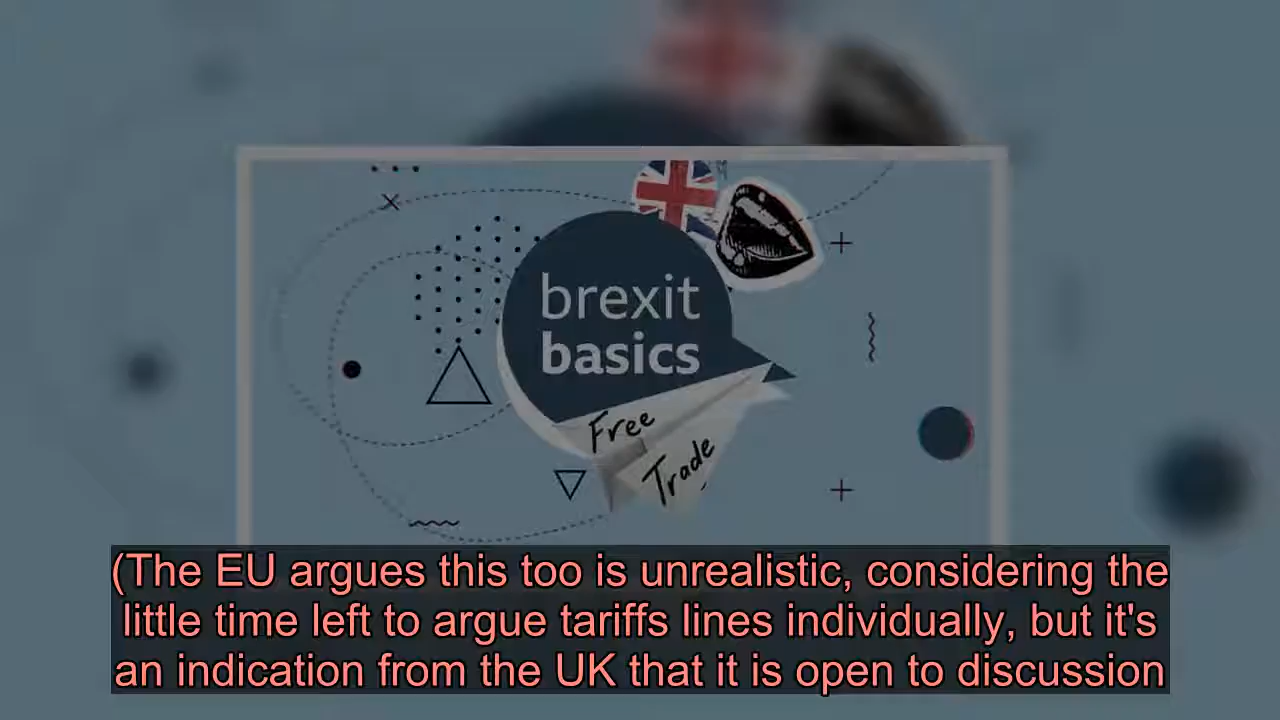 brexit
basics
Free
Trade
(The EU argues this too is unrealistic, considering the
little time left to argue tariffs lines individually, but it's
an indication from the UK that it is open to discussion